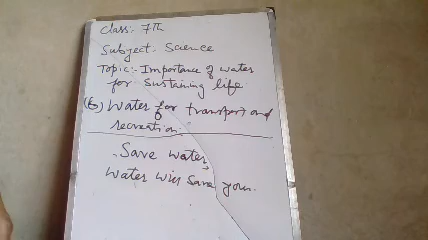 Class:- 7th
Subject:- Science
Topic:- Importance of water
for Sustaining life
(6) Water for transport and
recreation:
Save water,
Water will save you.